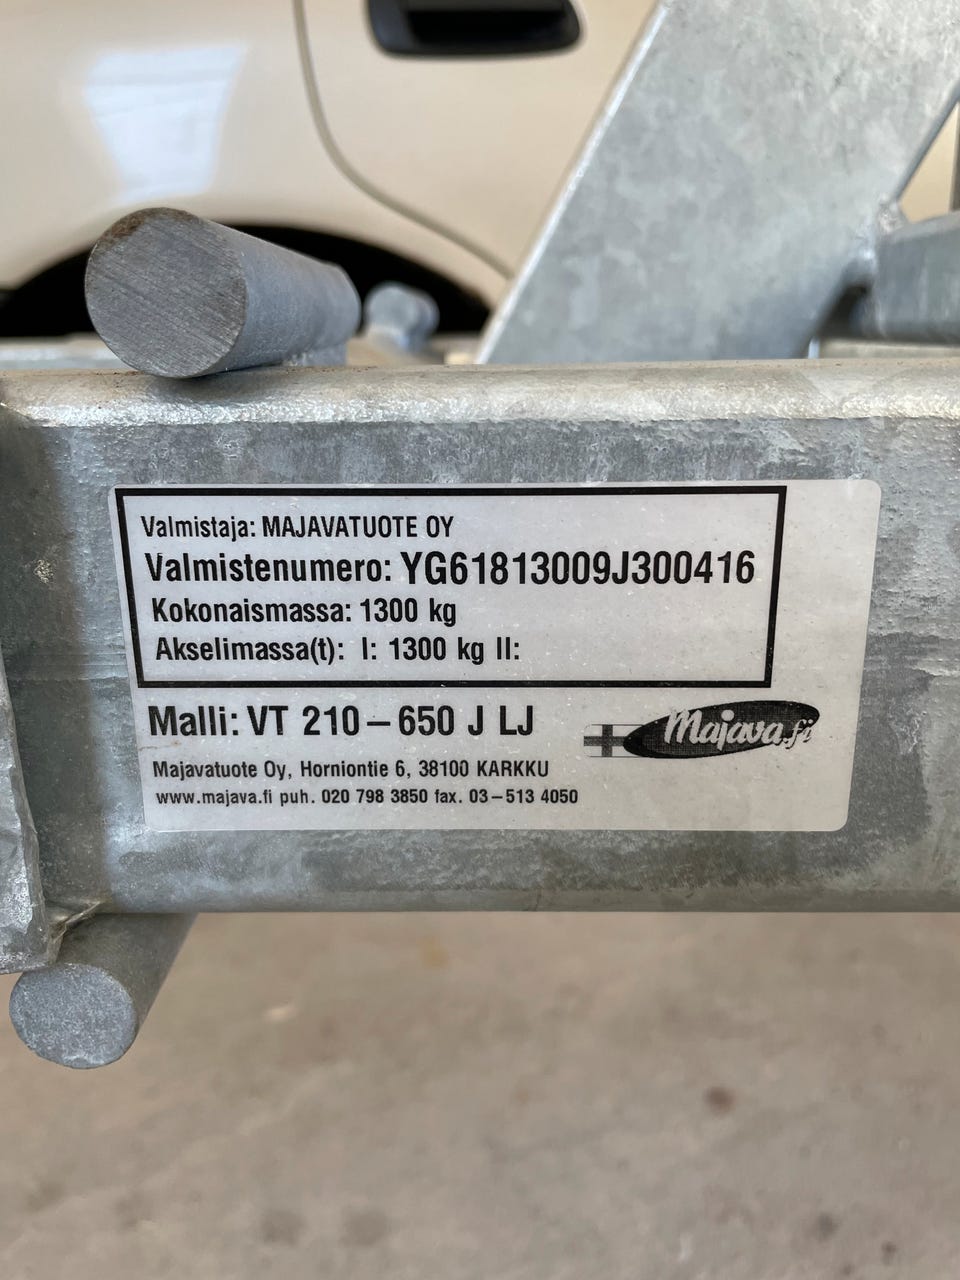 Valmistaja: MAJAVATUOTE OY
Valmistenumero: YG61813009J300416
Kokonaismassa: 1300 kg
Akselimassa(t): I: 1300 kg II:
Malli: VT 210-650 J LJ
Majava.fi
Majavatuote Oy, Horniontie 6, 38100 KARKKU
www.majava.fi puh. 020 798 3850 fax. 03-513 4050